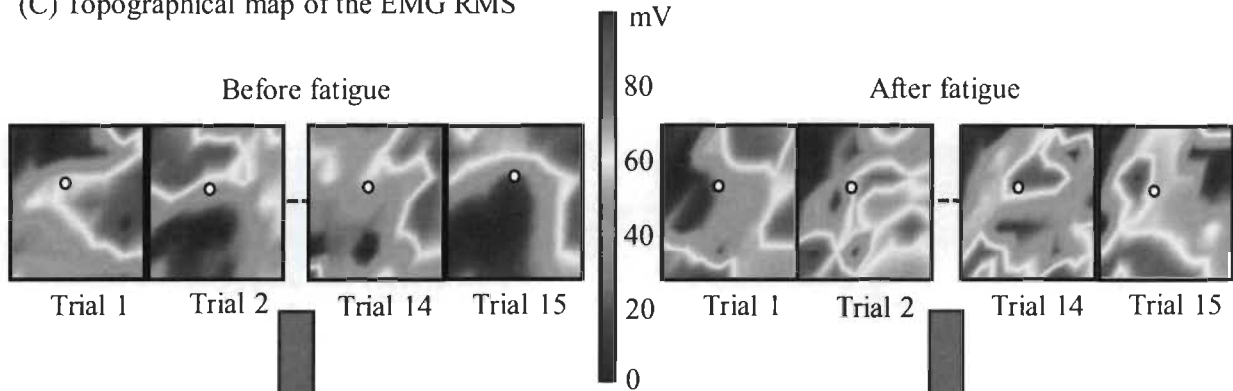 (C) Topographical map of the EMG RMS
mV
Before fatigue
80
After fatigue
60
40
Trial 1 Trial 2 Trial 14 Trial 15
20
Trial 1 Trial 2 Trial 14 Trial 15
0